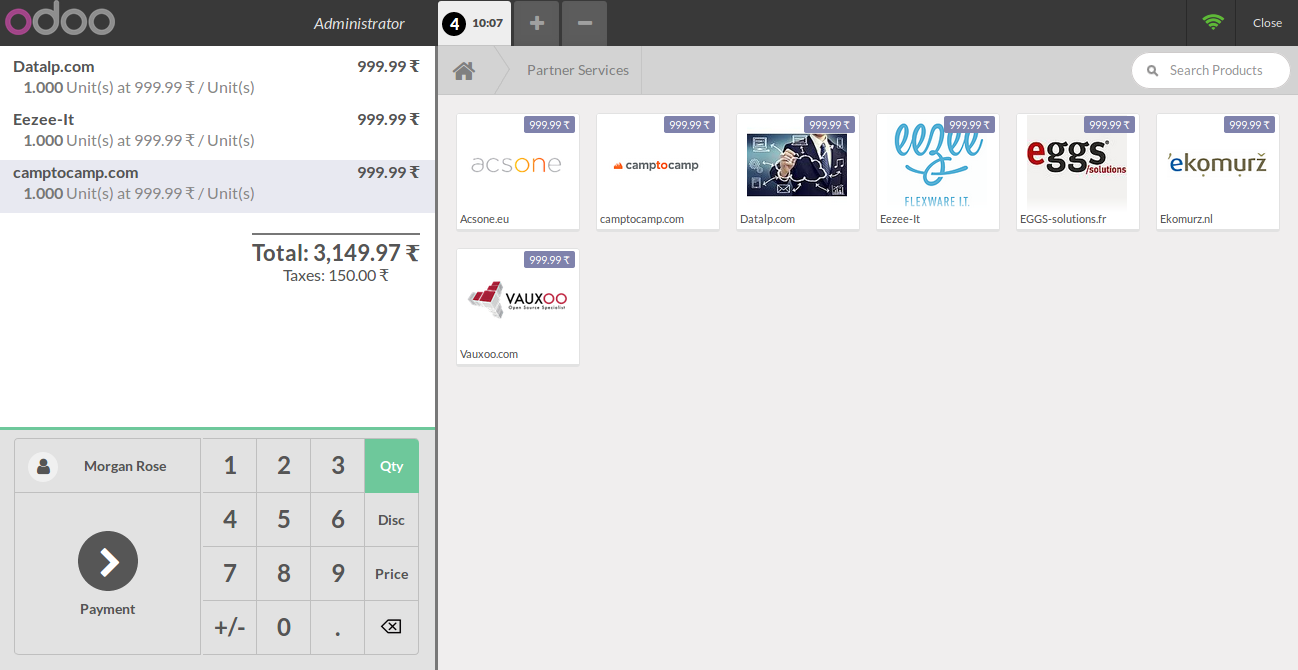 odoo
Administrator
4 10:07
Close
Datalp.com 999.99 ₹
1.000 Unit(s) at 999.99 ₹ / Unit(s)
Eezee-It 999.99 ₹
1.000 Unit(s) at 999.99 ₹ / Unit(s)
camptocamp.com 999.99 ₹
1.000 Unit(s) at 999.99 ₹ / Unit(s)
Total: 3,149.97 ₹
Taxes: 150.00 ₹
Morgan Rose
Payment
1 2 3 Qty
4 5 6 Disc
7 8 9 Price
+/- 0 .
Partner Services
Search Products
999.99 ₹
acsone
Acsone.eu
999.99 ₹
camptocamp
camptocamp.com
999.99 ₹
Datalp.com
999.99 ₹
eezee
FLEXWARE I.T.
Eezee-It
999.99 ₹
eggs
/solutions
EGGS-solutions.fr
999.99 ₹
'ekomurž
Ekomurz.nl
999.99 ₹
VAUXOO
Open Source Specialist
Vauxoo.com